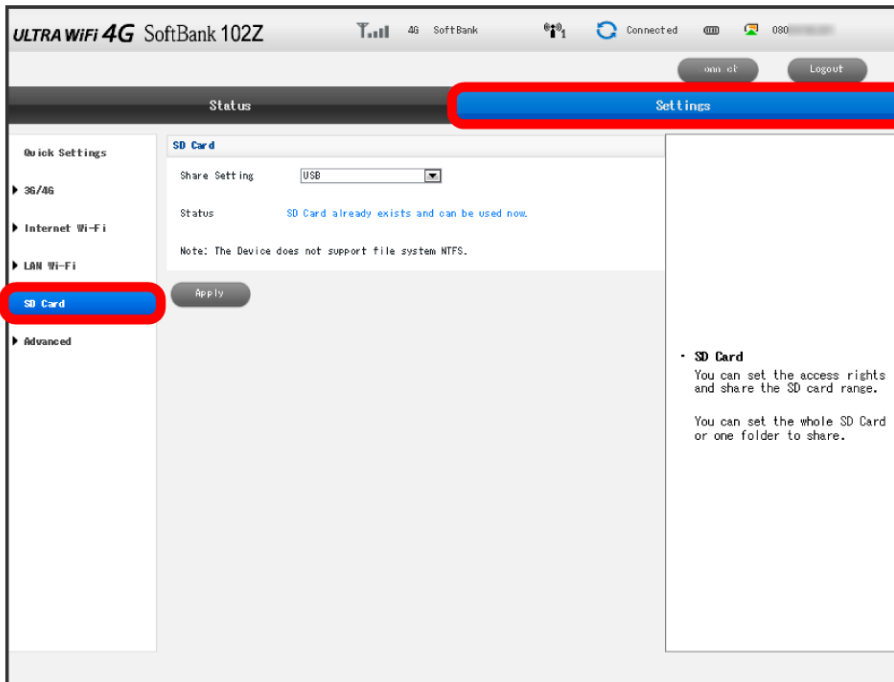 ULTRA WiFi 4G SoftBank 102Z
4G SoftBank
1
Connected
080
Logout
Status
Settings
Quick Settings
3G/4G
Internet Wi-Fi
LAN Wi-Fi
SD Card
Advanced
SD Card
Share Setting USB
Status SD Card already exists and can be used now.
Note: The Device does not support file system NTFS.
Apply
・ SD Card
You can set the access rights
and share the SD card range.
You can set the whole SD Card
or one folder to share.